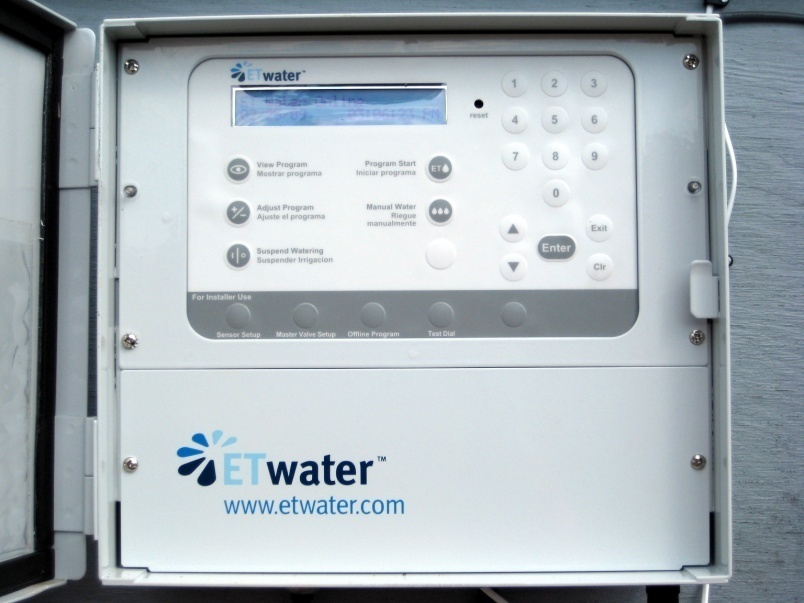 ETwater™
reset
1 2 3
4 5 6
7 8 9
0
View Program
Mostrar programa
Program Start
Iniciar programa
ET
Adjust Program
Ajuste el programa
Manual Water
Riegue
manualmente
Suspend Watering
Suspender Irrigacion
Exit
Enter
Clr
For Installer Use
Sensor Setup
Master Valve Setup
Offline Program
Test Dial
ETwater™
www.etwater.com